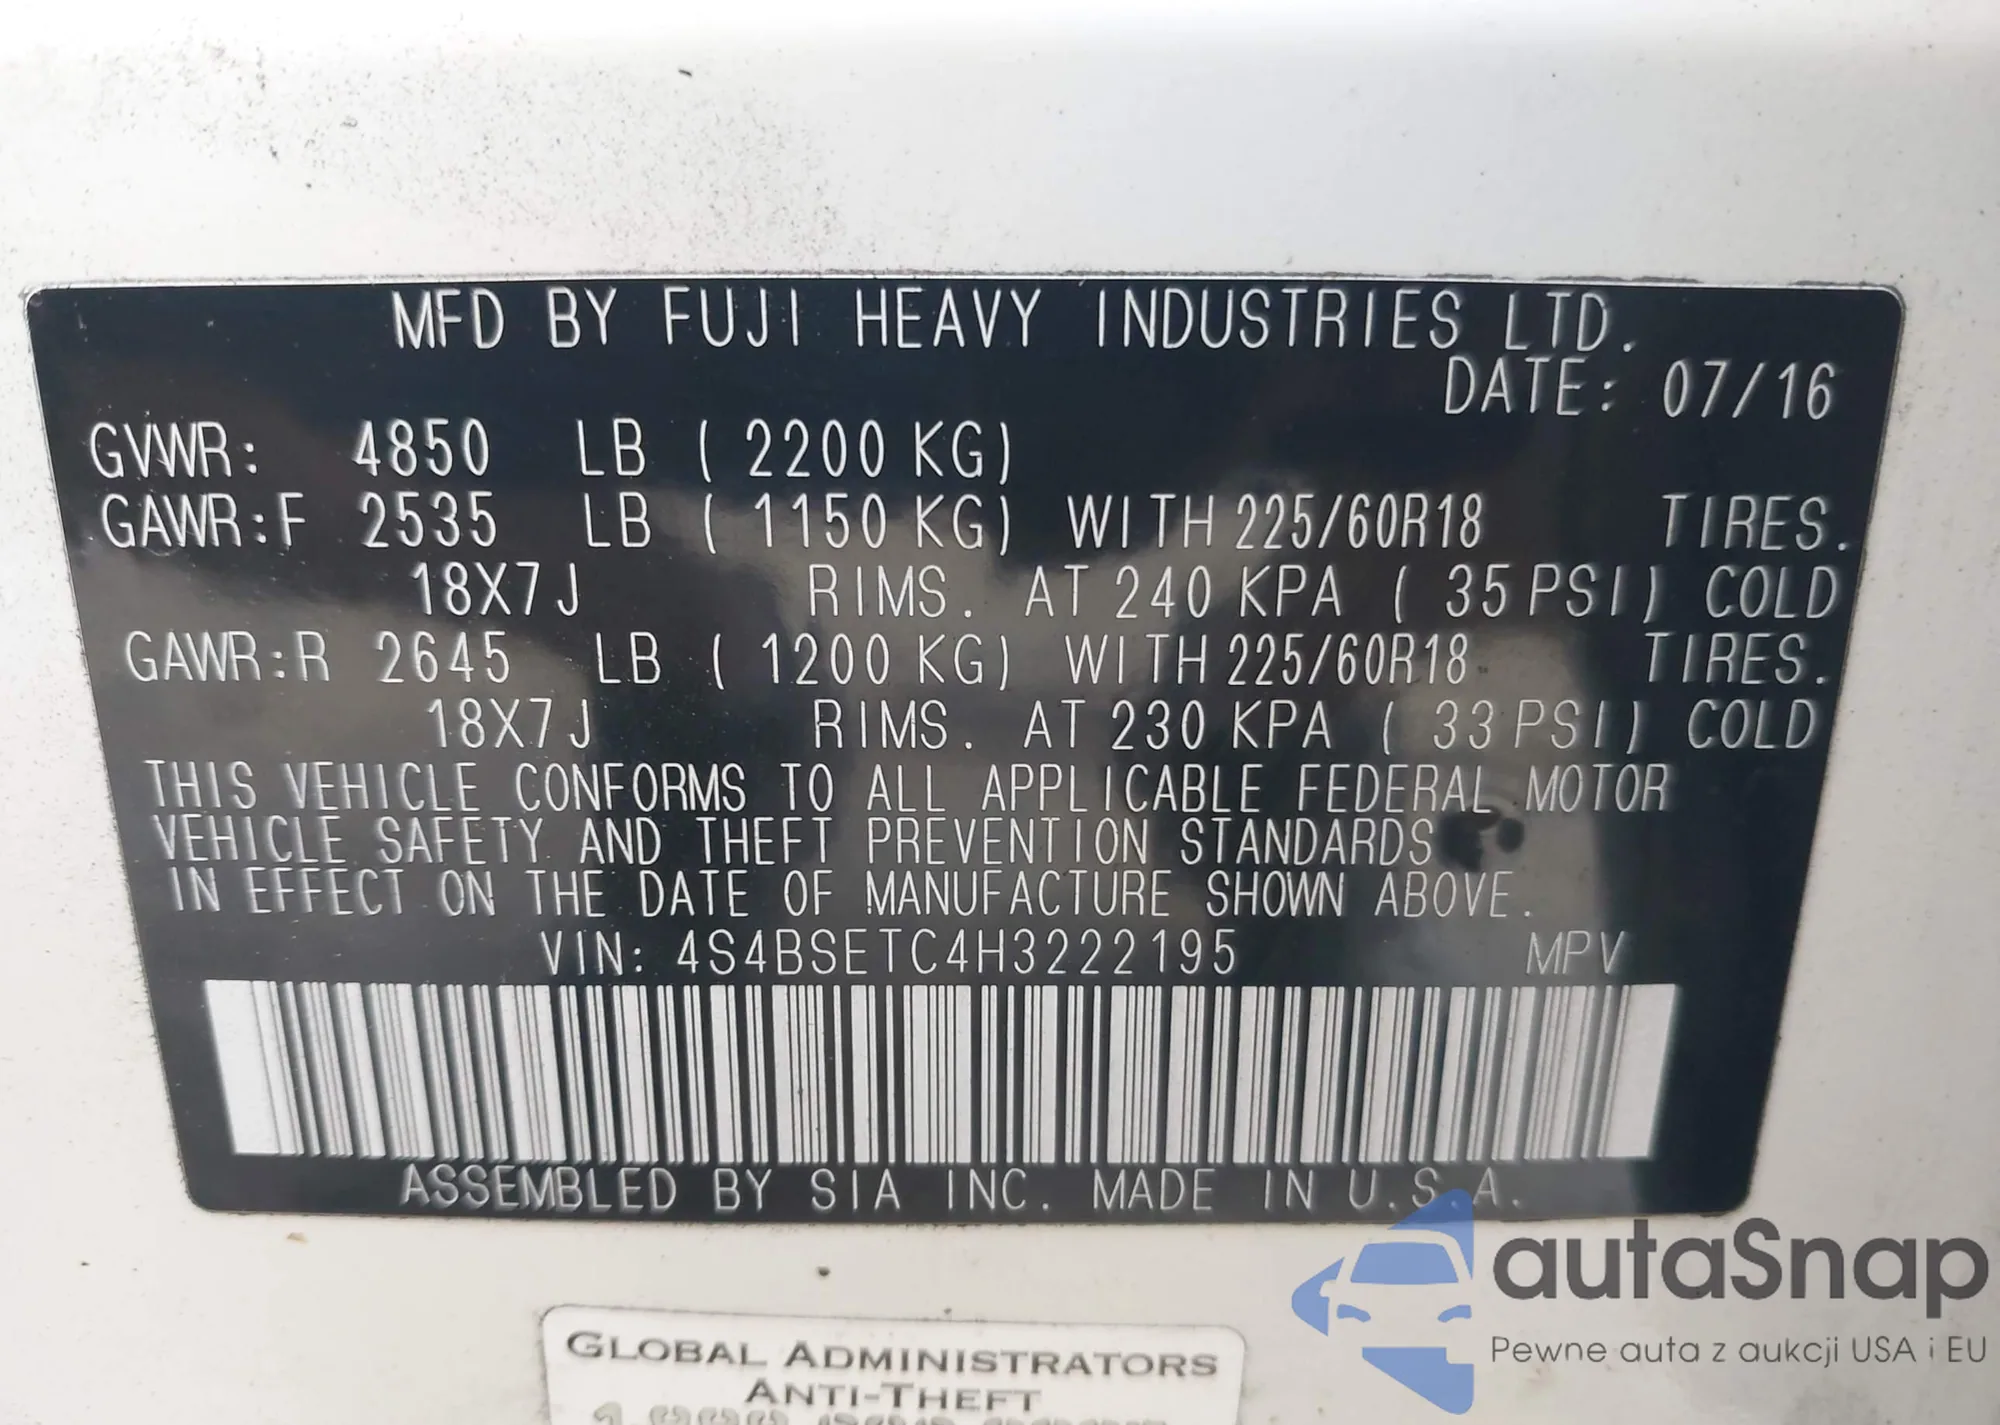 MFD BY FUJI HEAVY INDUSTRIES LTD.
DATE: 07/16
GVWR: 4850 LB ( 2200 KG)
GAWR:F 2535 LB ( 1150 KG) WITH 225/60R18 TIRES.
18X7J RIMS. AT 240 KPA ( 35 PSI) COLD
GAWR:R 2645 LB ( 1200 KG) WITH 225/60R18 TIRES.
18X7J RIMS. AT 230 KPA ( 33 PSI) COLD
THIS VEHICLE CONFORMS TO ALL APPLICABLE FEDERAL MOTOR
VEHICLE SAFETY AND THEFT PREVENTION STANDARDS
IN EFFECT ON THE DATE OF MANUFACTURE SHOWN ABOVE.
VIN: 4S4BSETC4H3222195 MPV
ASSEMBLED BY SIA INC. MADE IN U.S.A.
autaSnap
Pewne auta z aukcji USA i EU
GLOBAL ADMINISTRATORS
ANTI-THEFT